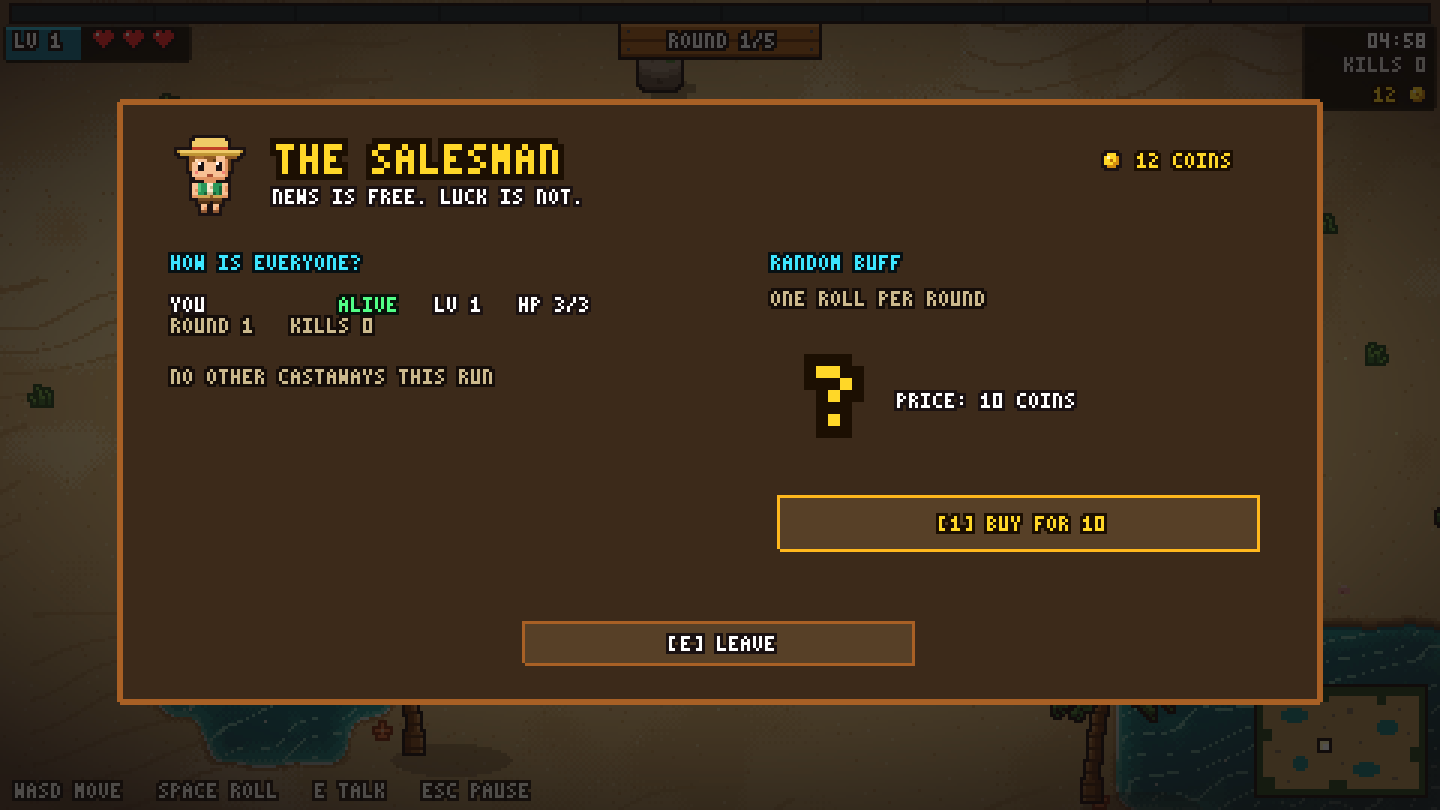 LV 1
ROUND 1/5
04:58
KILLS 0
12
THE SALESMAN
NEWS IS FREE. LUCK IS NOT.
12 COINS
HOW IS EVERYONE?
YOU ALIVE LV 1 HP 3/3
ROUND 1 KILLS 0
NO OTHER CASTAWAYS THIS RUN
RANDOM BUFF
ONE ROLL PER ROUND
?
PRICE: 10 COINS
[1] BUY FOR 10
[E] LEAVE
WASD MOVE SPACE ROLL E TALK ESC PAUSE